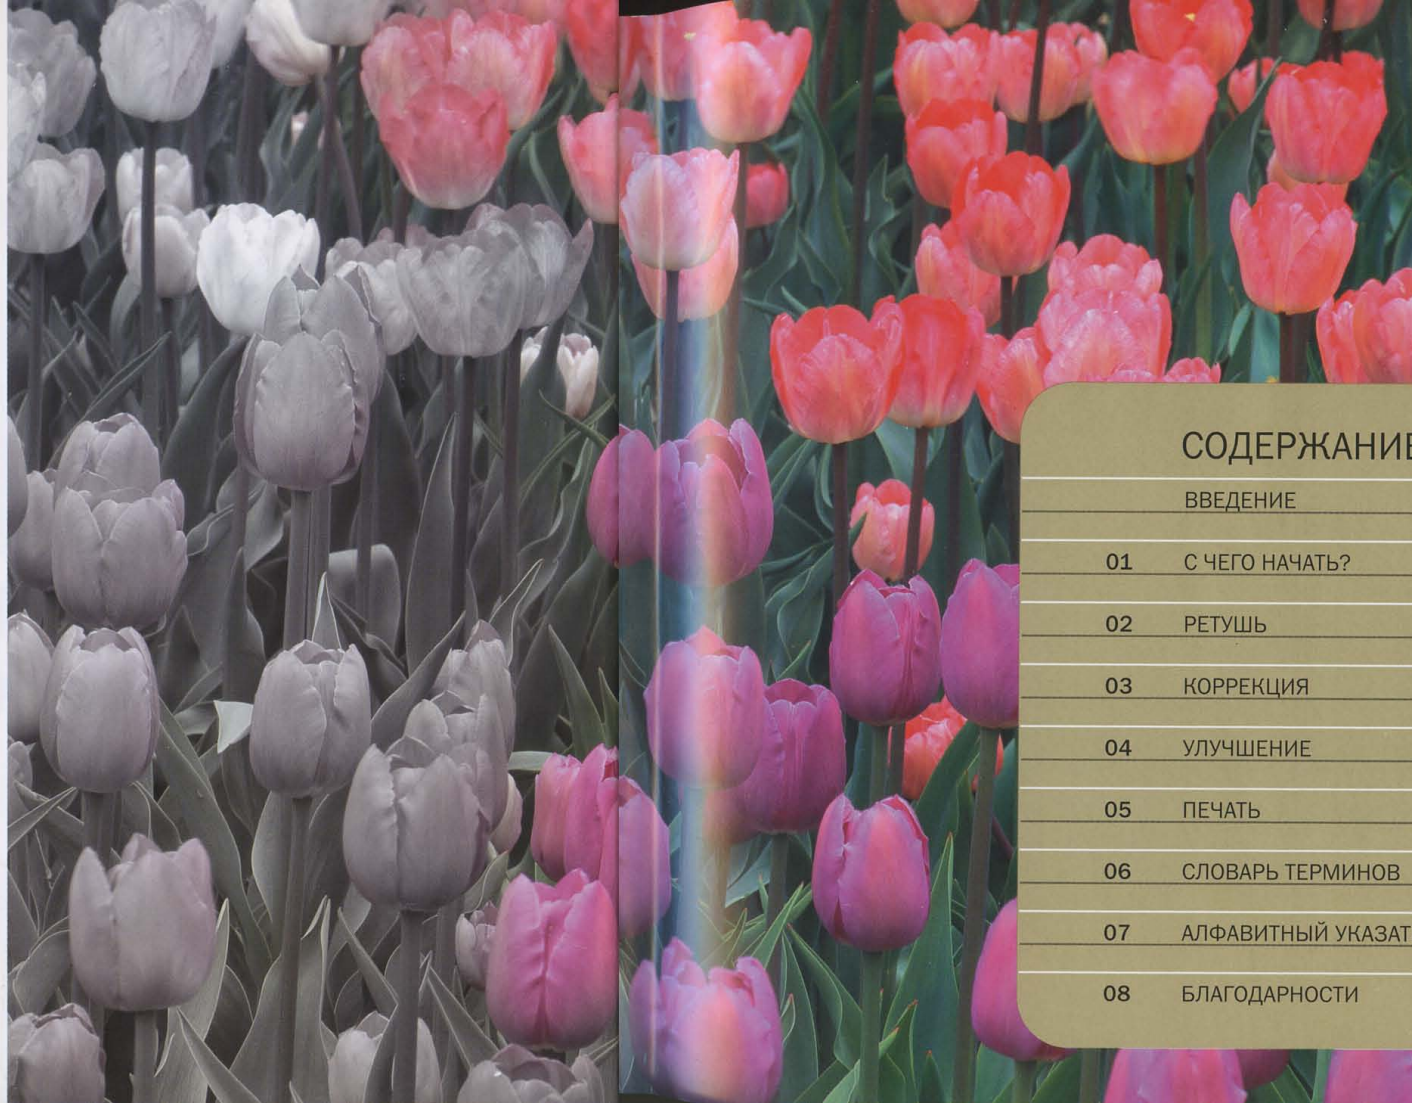 СОДЕРЖАНИЕ
ВВЕДЕНИЕ
01 С ЧЕГО НАЧАТЬ?
02 РЕТУШЬ
03 КОРРЕКЦИЯ
04 УЛУЧШЕНИЕ
05 ПЕЧАТЬ
06 СЛОВАРЬ ТЕРМИНОВ
07 АЛФАВИТНЫЙ УКАЗАТ
08 БЛАГОДАРНОСТИ